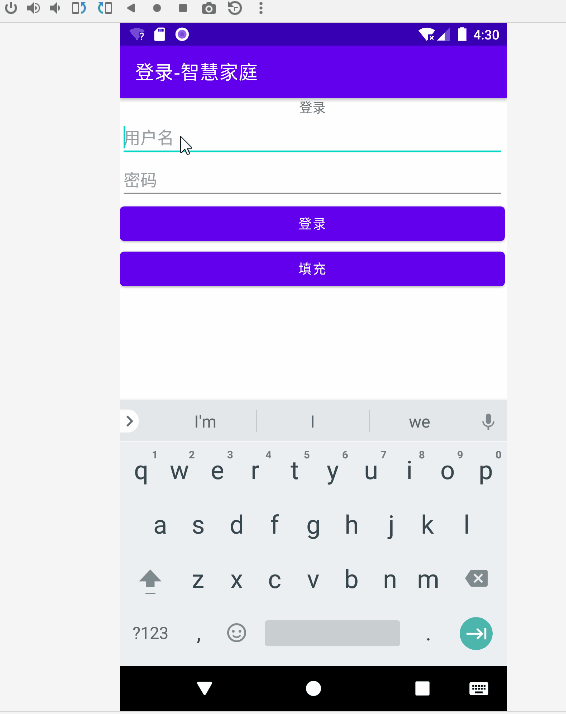 4:30
登录-智慧家庭
登录
用户名
密码
登录
填充
I'm I we
1 2 3 4 5 6 7 8 9 0
q w e r t y u i o p
a s d f g h j k l
z x c v b n m
?123 , .